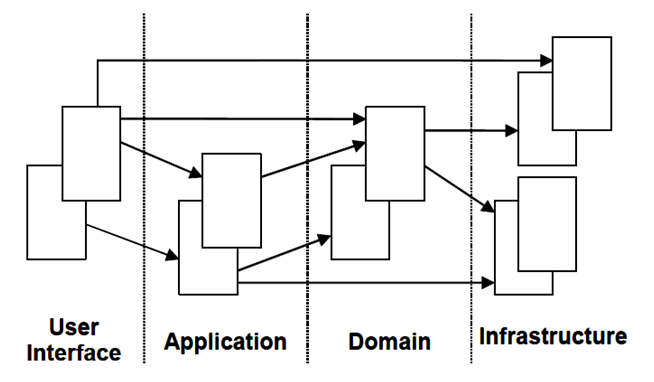 User
Interface
Application
Domain
Infrastructure